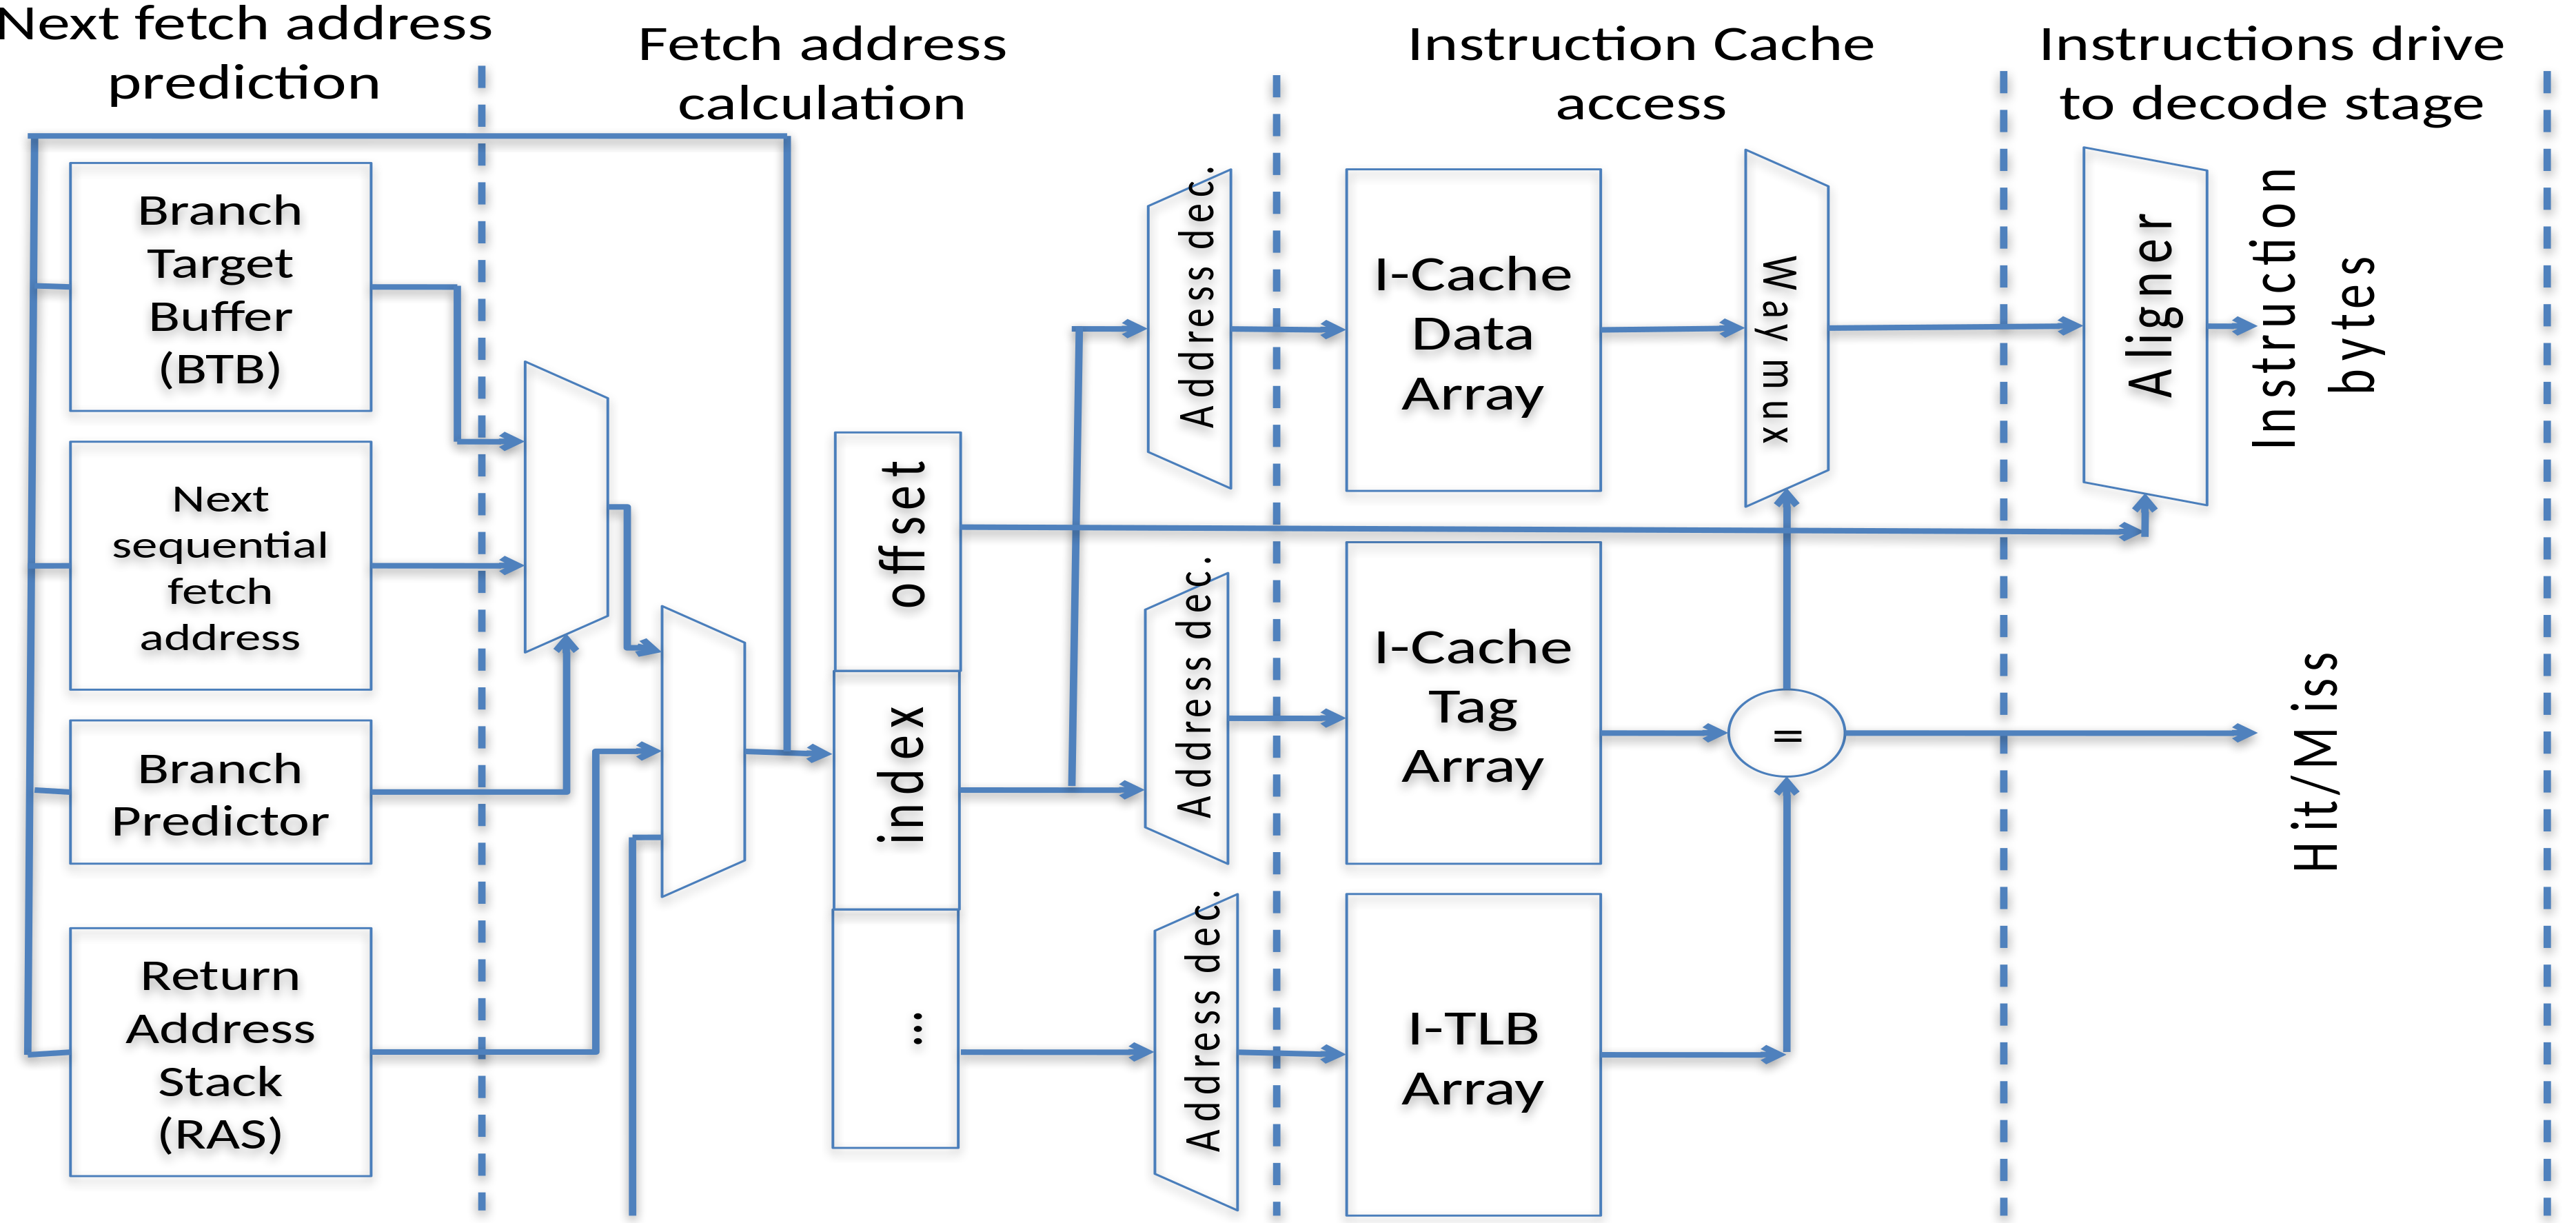 Next fetch address
prediction
Fetch address
calculation
Instruction Cache
access
Instructions drive
to decode stage
Branch
Target
Buffer
(BTB)
Next
sequential
fetch
address
Branch
Predictor
Return
Address
Stack
(RAS)
offset
index
...
Address dec.
Address dec.
Address dec.
I-Cache
Data
Array
I-Cache
Tag
Array
I-TLB
Array
Way mux
=
Aligner
Instruction
bytes
Hit/Miss